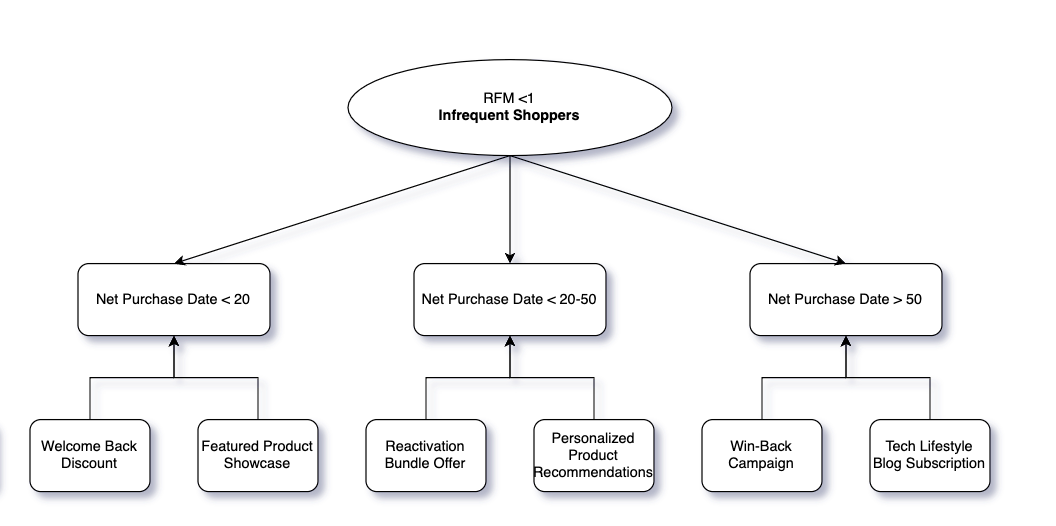 RFM <1
Infrequent Shoppers
Net Purchase Date < 20
Net Purchase Date < 20-50
Net Purchase Date > 50
Welcome Back
Discount
Featured Product
Showcase
Reactivation
Bundle Offer
Personalized
Product
Recommendations
Win-Back
Campaign
Tech Lifestyle
Blog Subscription